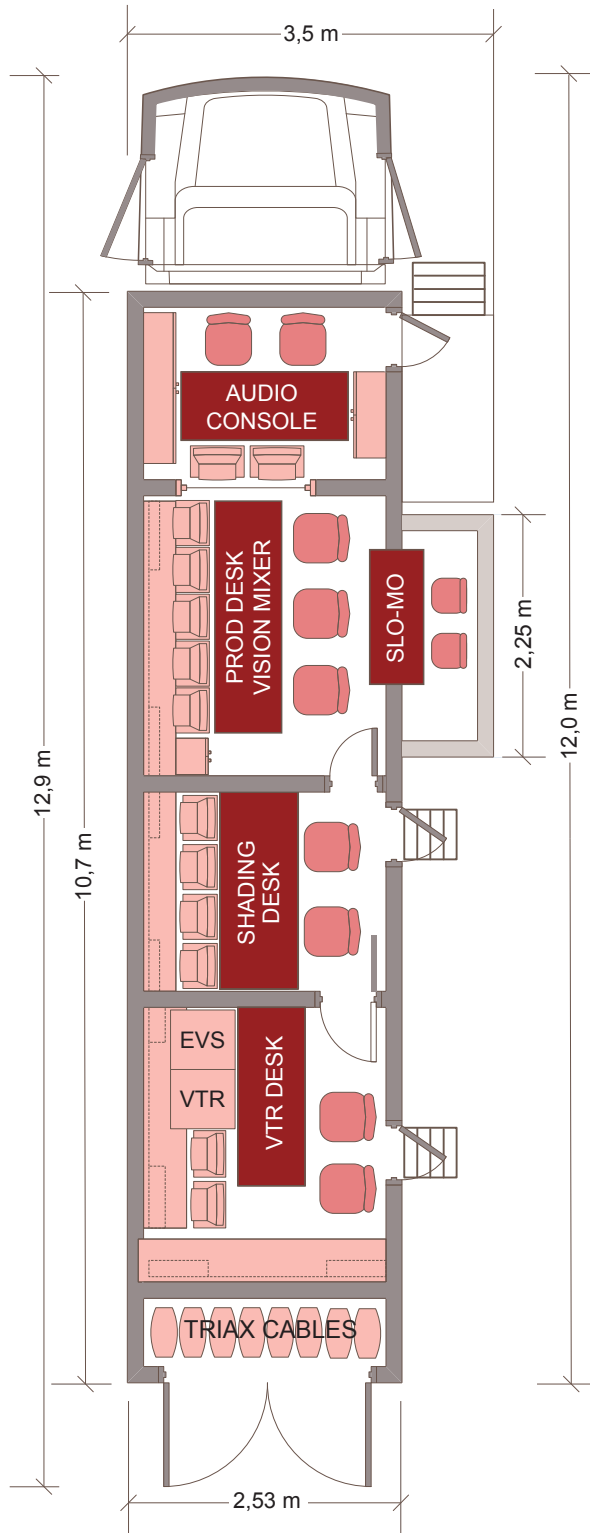 3,5 m
AUDIO
CONSOLE
PROD DESK
VISION MIXER
SLO-MO
2,25 m
12,0 m
12,9 m
10,7 m
SHADING
DESK
EVS
VTR
VTR DESK
TRIAX CABLES
2,53 m